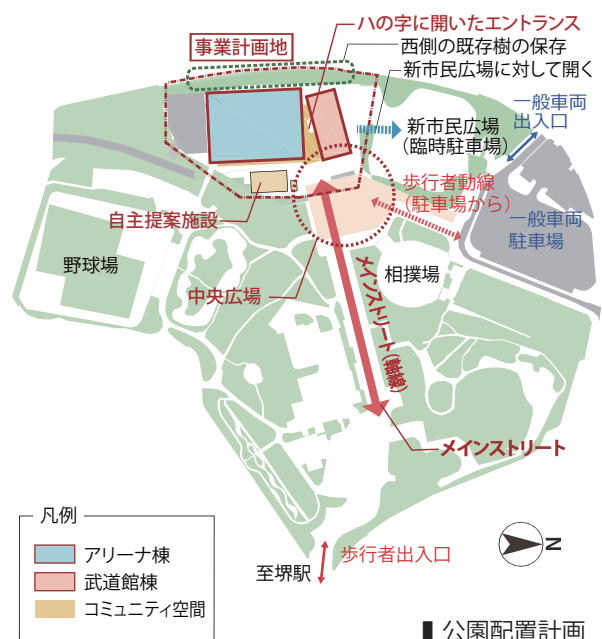 ハの字に開いたエントランス
事業計画地
西側の既存樹の保存
新市民広場に対して開く
一般車両
出入口
新市民広場
（臨時駐車場）
歩行者動線
（駐車場から）
自主提案施設
一般車両
駐車場
野球場
相撲場
中央広場
メインストリート（軸線）
メインストリート
凡例
アリーナ棟
武道館棟
コミュニティ空間
歩行者出入口
至堺駅
N
公園配置計画